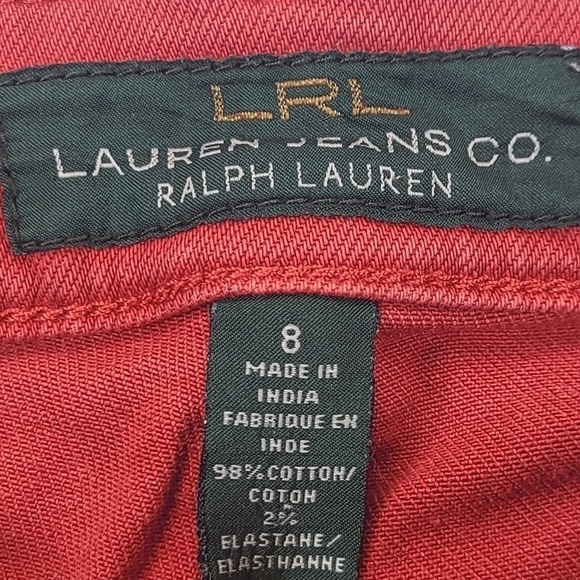 LRL
LAUREN JEANS CO.
RALPH LAUREN
8
MADE IN
INDIA
FABRIQUE EN
INDE
98% COTTON/
COTON
2%
ELASTANE/
ELASTHANNE